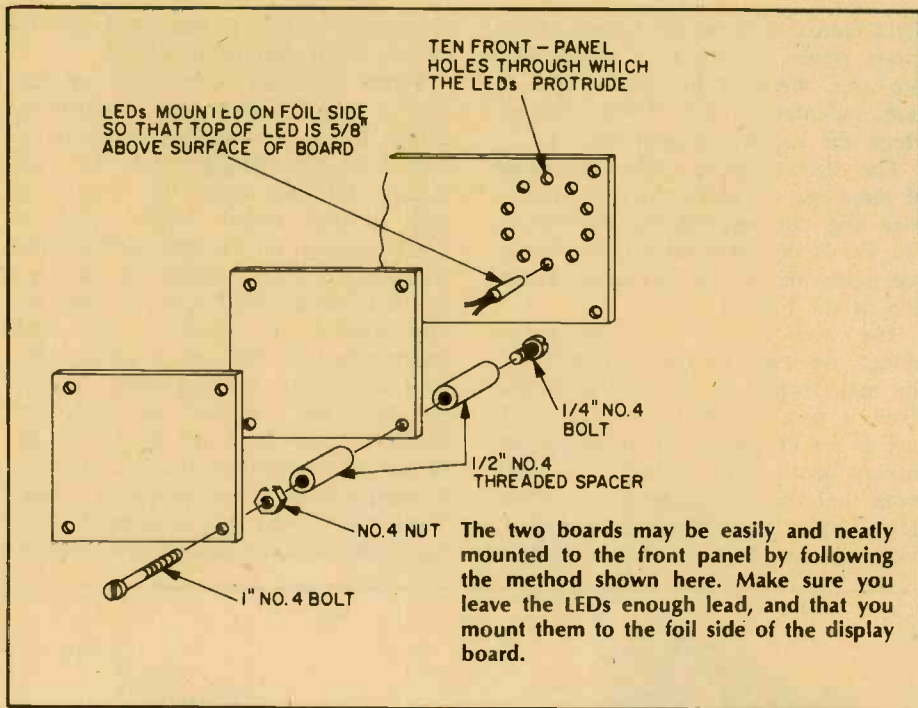 TEN FRONT – PANEL
HOLES THROUGH WHICH
THE LEDs PROTRUDE
LEDs MOUNTED ON FOIL SIDE
SO THAT TOP OF LED IS 5/8"
ABOVE SURFACE OF BOARD
1/4" NO.4
BOLT
1/2" NO.4
THREADED SPACER
NO.4 NUT
1" NO.4 BOLT
The two boards may be easily and neatly
mounted to the front panel by following
the method shown here. Make sure you
leave the LEDs enough lead, and that you
mount them to the foil side of the display
board.